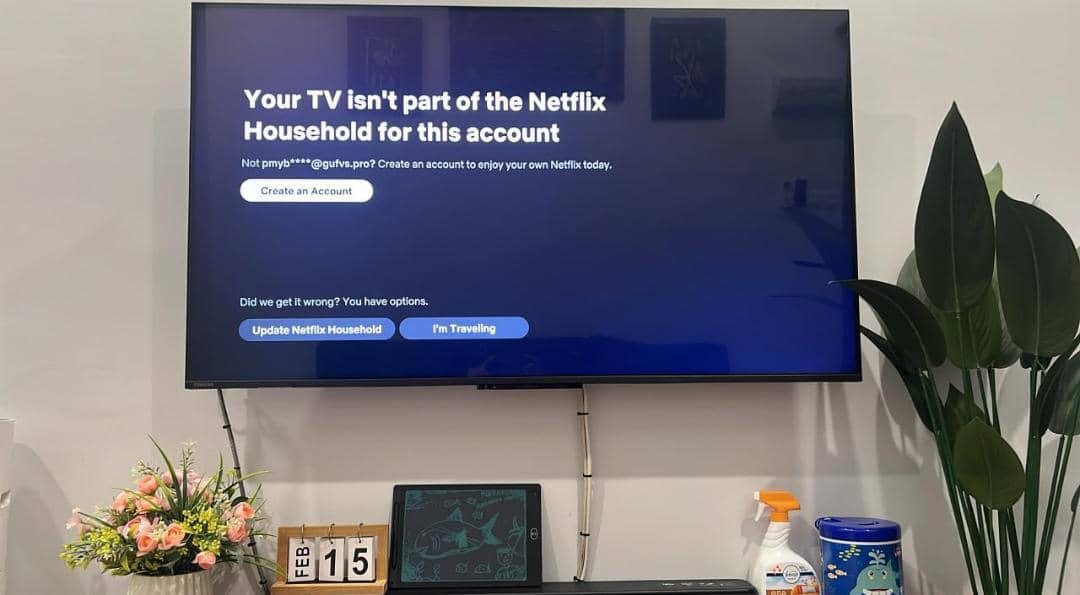 Your TV isn't part of the Netflix
Household for this account
Not pmyb****@gufvs.pro? Create an account to enjoy your own Netflix today.
Create an Account
Did we get it wrong? You have options.
Update Netflix Household
I'm Traveling
TOSHIBA
FEB 15